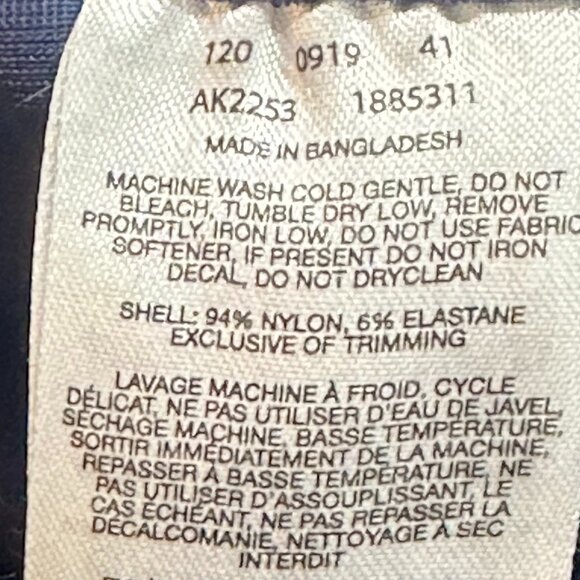 120 0919 41
AK2253 1885311
MADE IN BANGLADESH
MACHINE WASH COLD GENTLE, DO NOT
BLEACH, TUMBLE DRY LOW, REMOVE
PROMPTLY, IRON LOW, DO NOT USE FABRIC
SOFTENER, IF PRESENT DO NOT IRON
DECAL, DO NOT DRYCLEAN
SHELL: 94% NYLON, 6% ELASTANE
EXCLUSIVE OF TRIMMING
LAVAGE MACHINE À FROID, CYCLE
DÉLICAT, NE PAS UTILISER D'EAU DE JAVEL,
SÉCHAGE MACHINE, BASSE TEMPÉRATURE,
SORTIR IMMÉDIATEMENT DE LA MACHINE,
REPASSER À BASSE TEMPÉRATURE, NE
PAS UTILISER D'ASSOUPLISSANT, LE
CAS ÉCHÉANT, NE PAS REPASSER LA
DÉCALCOMANIE, NETTOYAGE À SEC
INTERDIT